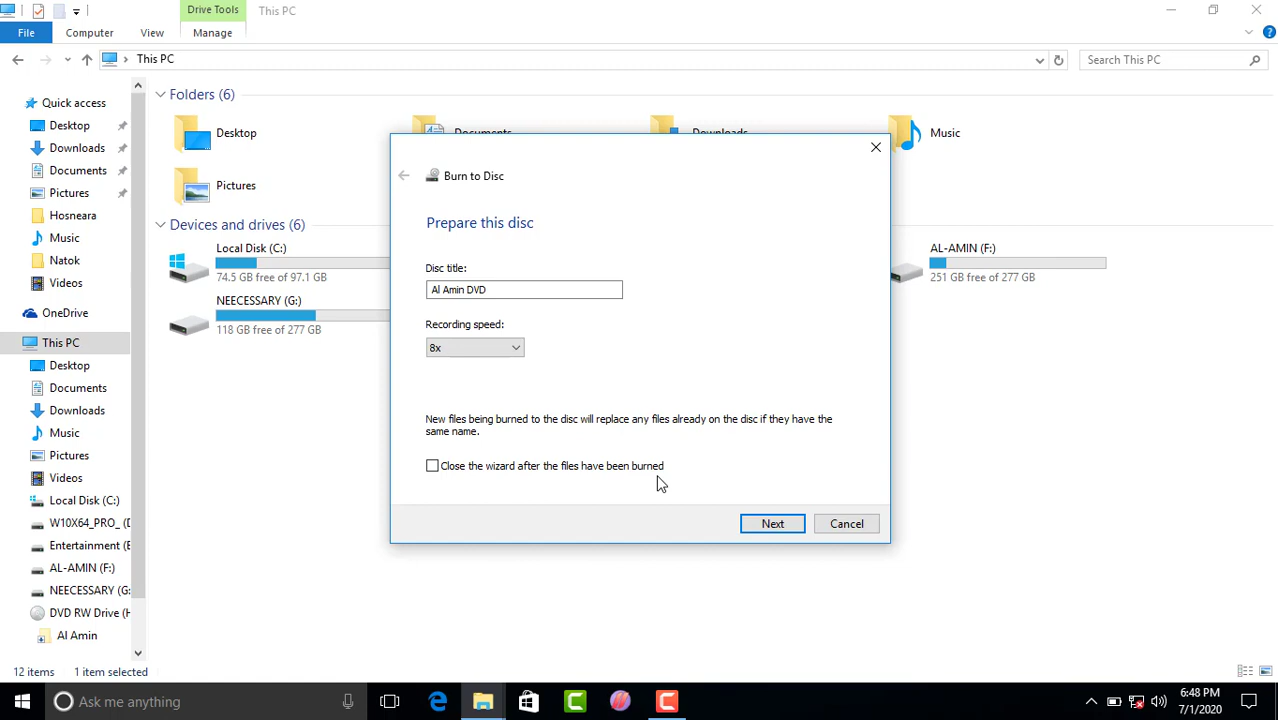 Drive Tools
This PC
File
Computer
View
Manage
This PC
Search This PC
Quick access
Desktop
Downloads
Documents
Pictures
Hosneara
Music
Natok
Videos
OneDrive
This PC
Desktop
Documents
Downloads
Music
Pictures
Videos
Local Disk (C:)
W10X64_PRO_ (D
Entertainment (E
AL-AMIN (F:)
NEECESSARY (G:
DVD RW Drive (H
Al Amin
Folders (6)
Desktop
Documents
Downloads
Music
Pictures
Devices and drives (6)
Local Disk (C:)
74.5 GB free of 97.1 GB
AL-AMIN (F:)
251 GB free of 277 GB
NEECESSARY (G:)
118 GB free of 277 GB
Burn to Disc
Prepare this disc
Disc title:
Al Amin DVD
Recording speed:
8x
New files being burned to the disc will replace any files already on the disc if they have the
same name.
Close the wizard after the files have been burned
Next
Cancel
12 items
1 item selected
Ask me anything
6:48 PM
7/1/2020